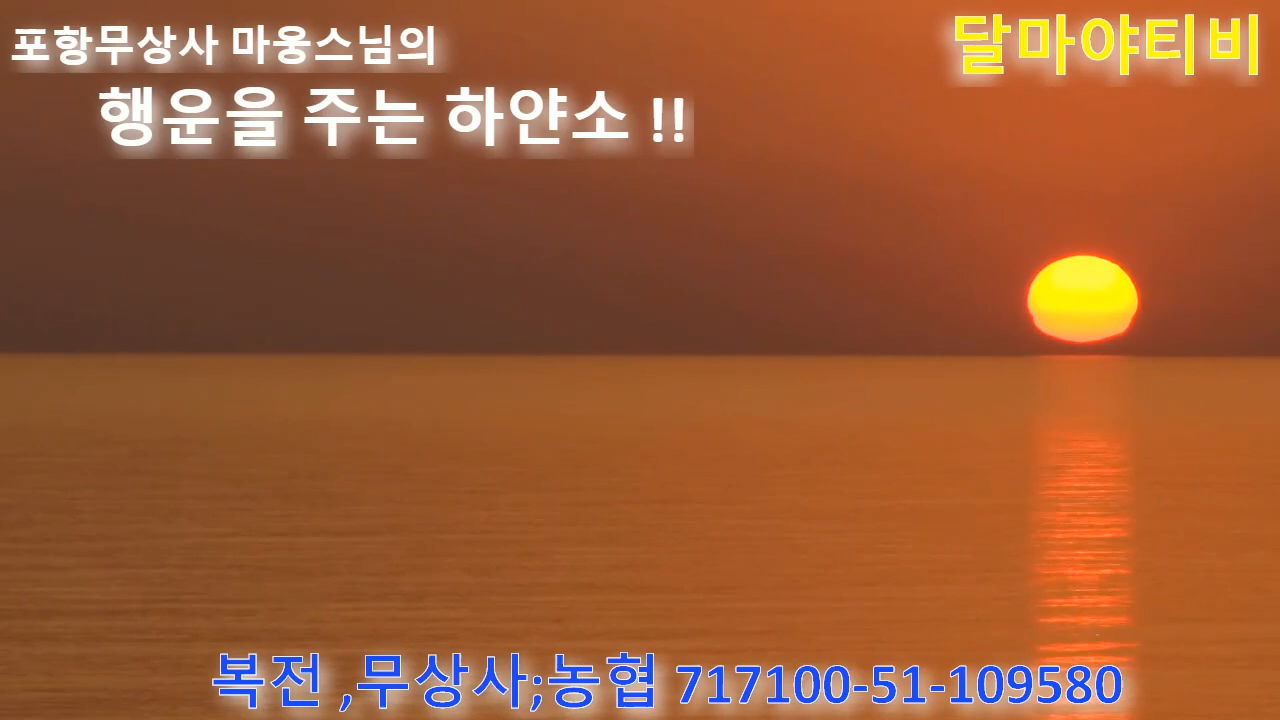 포항무상사 마웅스님의
달마야티비
행운을 주는 하얀소 !!
복전 ,무상사;농협 717100-51-109580